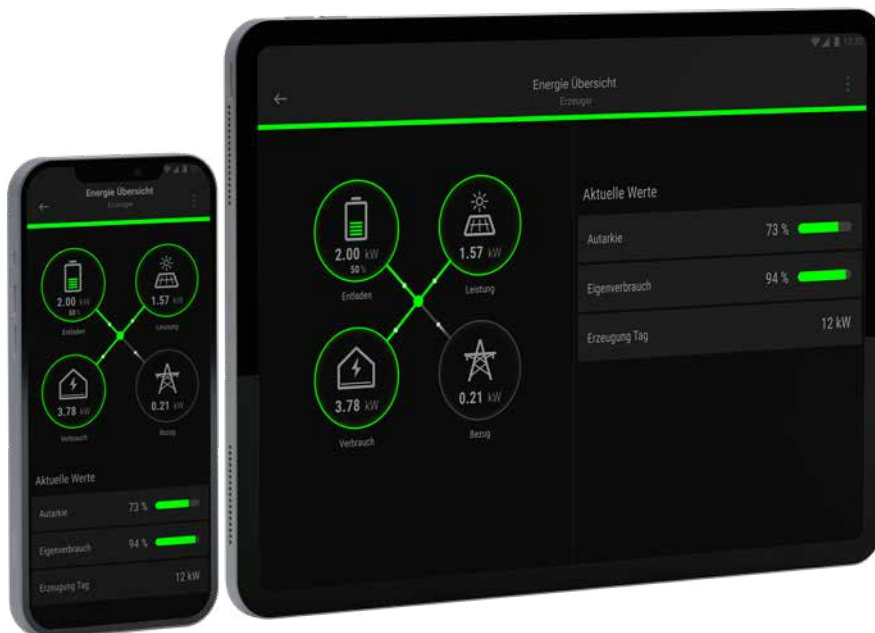 Energie Übersicht
Erzeuger
2.00 kW
50%
Entladen
1.57 kW
Leistung
3.78 kW
Verbrauch
0.21 kW
Bezug
Aktuelle Werte
Autarkie 73 %
Eigenverbrauch 94 %
Erzeugung Tag 12 kW
12:30
Energie Übersicht
Erzeuger
2.00 kW
50%
Entladen
1.57 kW
Leistung
3.78 kW
Verbrauch
0.21 kW
Bezug
Aktuelle Werte
Autarkie 73 %
Eigenverbrauch 94 %
Erzeugung Tag 12 kW